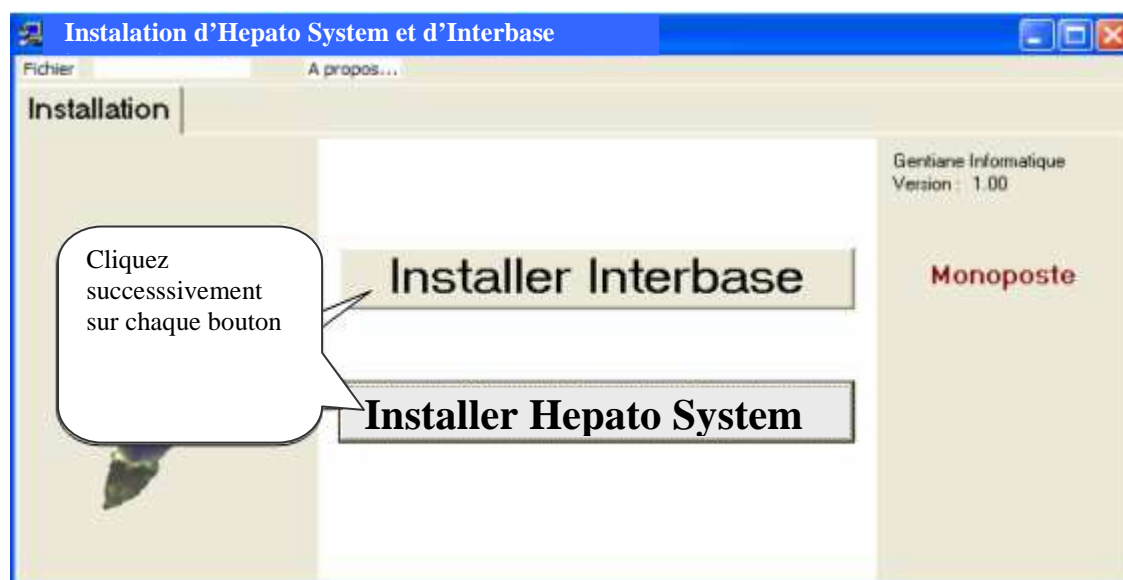 Instalation d'Hepato System et d'Interbase
Fichier
A propos...
Installation
Gentiane Informatique
Version : 1.00
Cliquez
successsivement
sur chaque bouton
Installer Interbase
Monoposte
Installer Hepato System